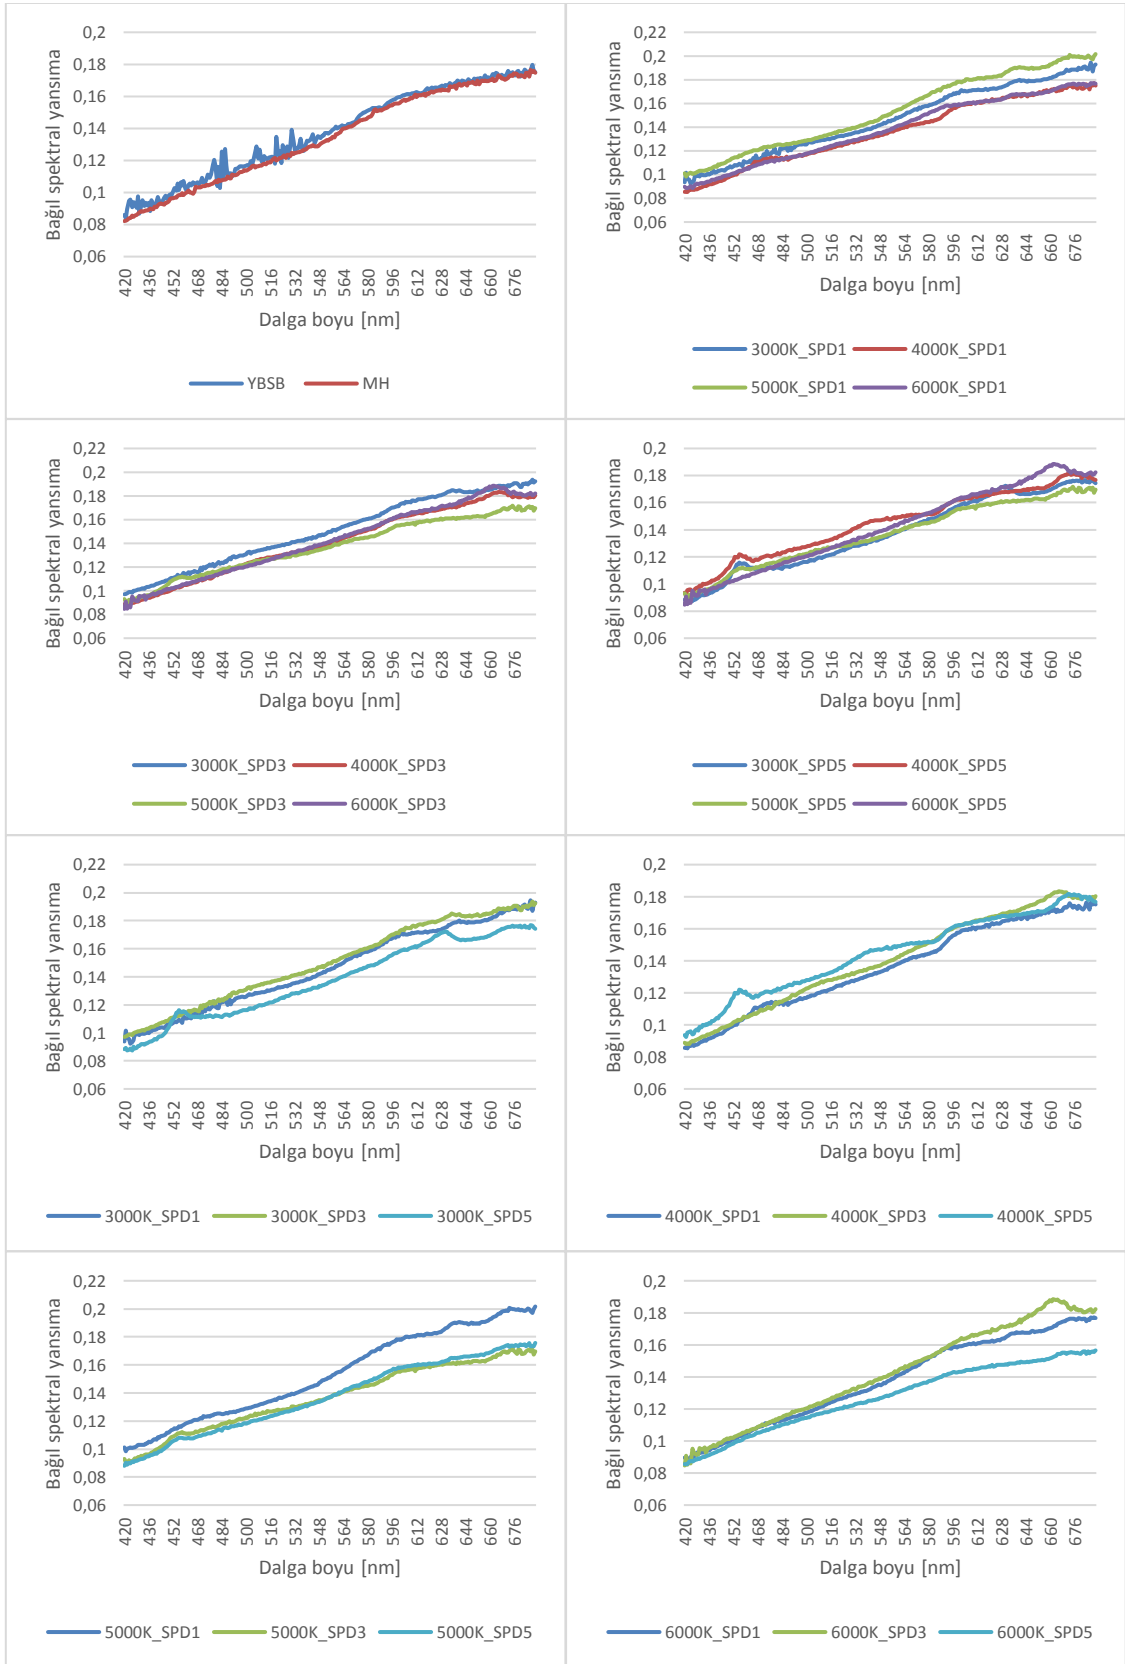 Bağıl spektral yansıma
0,2
0,18
0,16
0,14
0,12
0,1
0,08
0,06
420 436 452 468 484 500 516 532 548 564 580 596 612 628 644 660 676
Dalga boyu [nm]
YBSB MH
Bağıl spektral yansıma
0,22
0,2
0,18
0,16
0,14
0,12
0,1
0,08
0,06
420 436 452 468 484 500 516 532 548 564 580 596 612 628 644 660 676
Dalga boyu [nm]
3000K_SPD1 4000K_SPD1
5000K_SPD1 6000K_SPD1
Bağıl spektral yansıma
0,22
0,2
0,18
0,16
0,14
0,12
0,1
0,08
0,06
420 436 452 468 484 500 516 532 548 564 580 596 612 628 644 660 676
Dalga boyu [nm]
3000K_SPD3 4000K_SPD3
5000K_SPD3 6000K_SPD3
Bağıl spektral yansıma
0,2
0,18
0,16
0,14
0,12
0,1
0,08
0,06
420 436 452 468 484 500 516 532 548 564 580 596 612 628 644 660 676
Dalga boyu [nm]
3000K_SPD5 4000K_SPD5
5000K_SPD5 6000K_SPD5
Bağıl spektral yansıma
0,22
0,2
0,18
0,16
0,14
0,12
0,1
0,08
0,06
420 436 452 468 484 500 516 532 548 564 580 596 612 628 644 660 676
Dalga boyu [nm]
3000K_SPD1 3000K_SPD3 3000K_SPD5
Bağıl spektral yansıma
0,2
0,18
0,16
0,14
0,12
0,1
0,08
0,06
420 436 452 468 484 500 516 532 548 564 580 596 612 628 644 660 676
Dalga boyu [nm]
4000K_SPD1 4000K_SPD3 4000K_SPD5
Bağıl spektral yansıma
0,22
0,2
0,18
0,16
0,14
0,12
0,1
0,08
0,06
420 436 452 468 484 500 516 532 548 564 580 596 612 628 644 660 676
Dalga boyu [nm]
5000K_SPD1 5000K_SPD3 5000K_SPD5
Bağıl spektral yansıma
0,2
0,18
0,16
0,14
0,12
0,1
0,08
0,06
420 436 452 468 484 500 516 532 548 564 580 596 612 628 644 660 676
Dalga boyu [nm]
6000K_SPD1 6000K_SPD3 6000K_SPD5